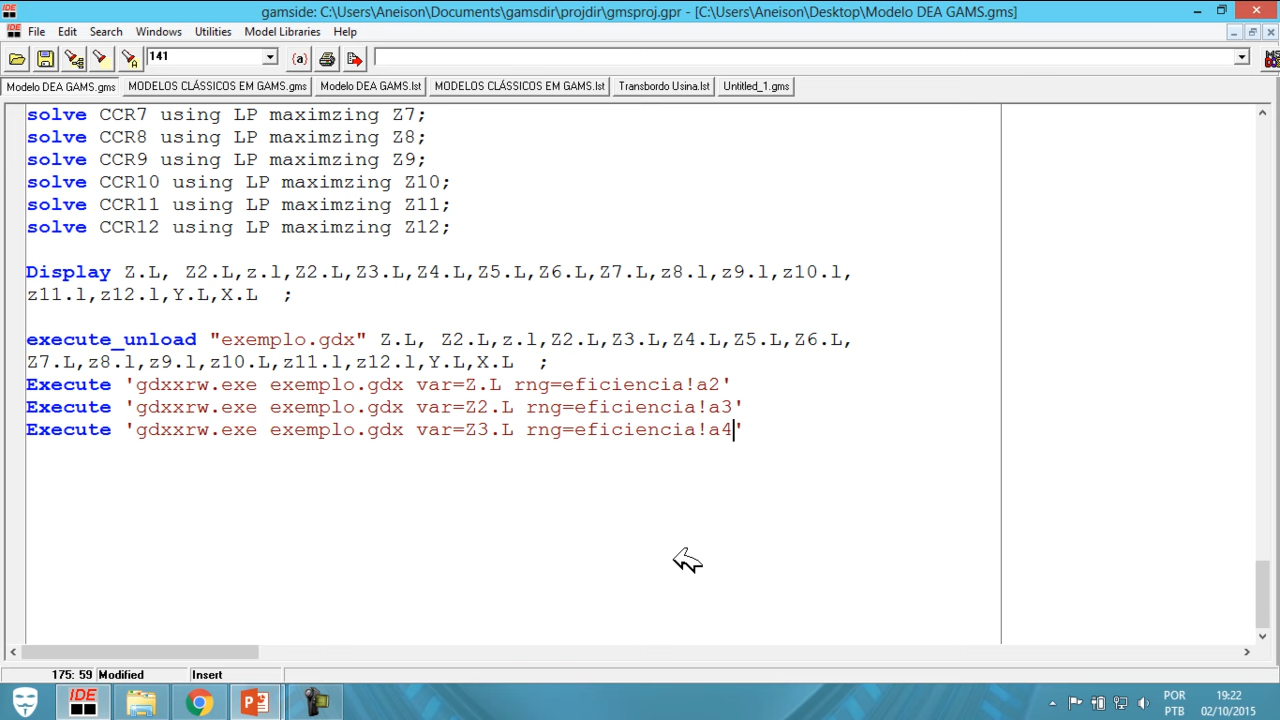 IDE gamside: C:\Users\Aneison\Documents\gamsdir\projdir\gmsproj.gpr - [C:\Users\Aneison\Desktop\Modelo DEA GAMS.gms]
IDE File Edit Search Windows Utilities Model Libraries Help
141 {a}
Modelo DEA GAMS.gms MODELOS CLÁSSICOS EM GAMS.gms Modelo DEA GAMS.lst MODELOS CLÁSSICOS EM GAMS.lst Transbordo Usina.lst Untitled_1.gms
solve CCR7 using LP maximzing Z7;
solve CCR8 using LP maximzing Z8;
solve CCR9 using LP maximzing Z9;
solve CCR10 using LP maximzing Z10;
solve CCR11 using LP maximzing Z11;
solve CCR12 using LP maximzing Z12;
Display Z.L, Z2.L,z.l,Z2.L,Z3.L,Z4.L,Z5.L,Z6.L,Z7.L,z8.l,z9.l,z10.l,
z11.l,z12.l,Y.L,X.L ;
execute_unload "exemplo.gdx" Z.L, Z2.L,z.l,Z2.L,Z3.L,Z4.L,Z5.L,Z6.L,
Z7.L,z8.l,z9.l,z10.L,z11.l,z12.l,Y.L,X.L ;
Execute 'gdxxrw.exe exemplo.gdx var=Z.L rng=eficiencia!a2'
Execute 'gdxxrw.exe exemplo.gdx var=Z2.L rng=eficiencia!a3'
Execute 'gdxxrw.exe exemplo.gdx var=Z3.L rng=eficiencia!a4'
175: 59 Modified Insert
IDE POR 19:22
PTB 02/10/2015